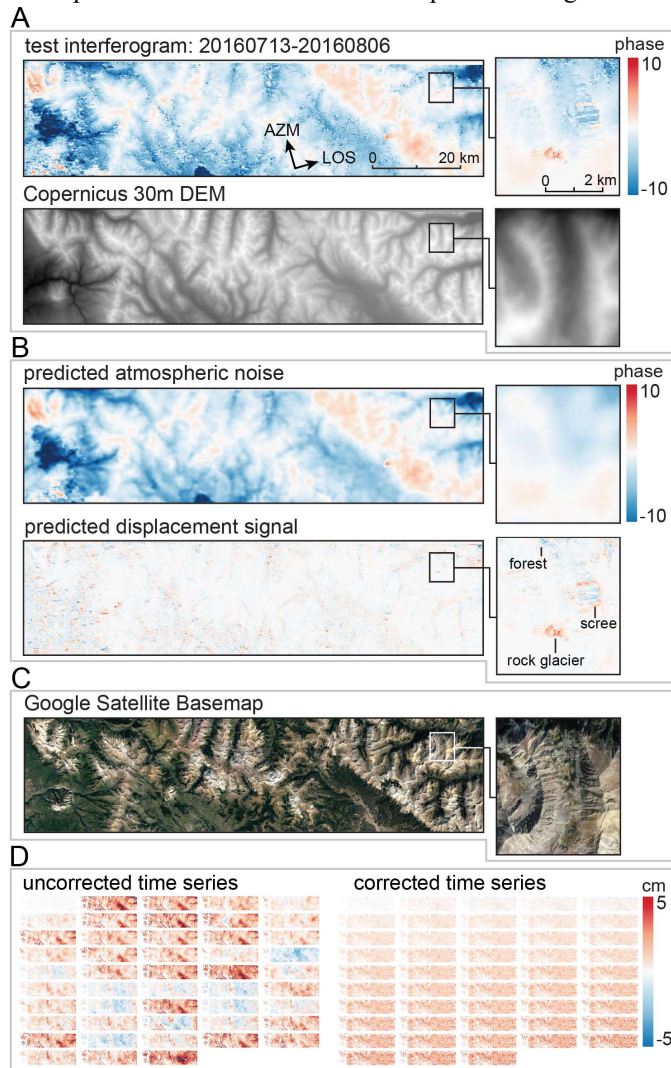 A
test interferogram: 20160713-20160806
phase
10
AZM
LOS
0
20 km
0
2 km
-10
Copernicus 30m DEM
B
predicted atmospheric noise
phase
10
-10
predicted displacement signal
forest
scree
rock glacier
C
Google Satellite Basemap
D
uncorrected time series
corrected time series
cm
5
-5